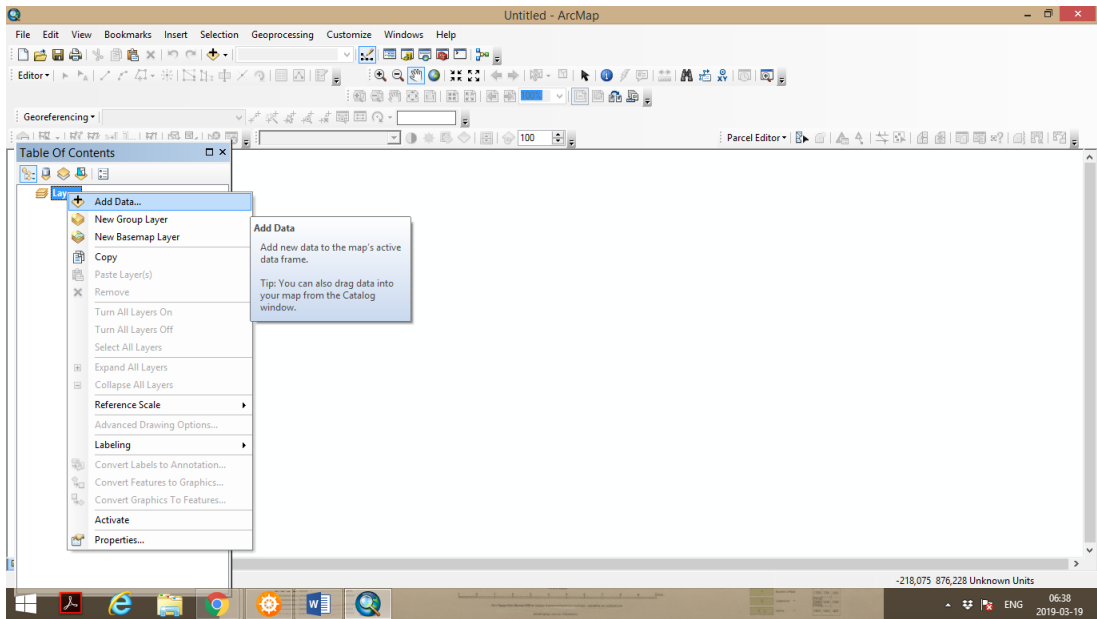 Untitled - ArcMap
File Edit View Bookmarks Insert Selection Geoprocessing Customize Windows Help
Editor
100%
Georeferencing
100
Parcel Editor
Table Of Contents
Lay
Add Data...
New Group Layer
New Basemap Layer
Copy
Paste Layer(s)
Remove
Turn All Layers On
Turn All Layers Off
Select All Layers
Expand All Layers
Collapse All Layers
Reference Scale
Advanced Drawing Options...
Labeling
Convert Labels to Annotation...
Convert Features to Graphics...
Convert Graphics To Features...
Activate
Properties...
Add Data
Add new data to the map's active
data frame.
Tip: You can also drag data into
your map from the Catalog
window.
-218,075 876,228 Unknown Units
ENG
06:38
2019-03-19